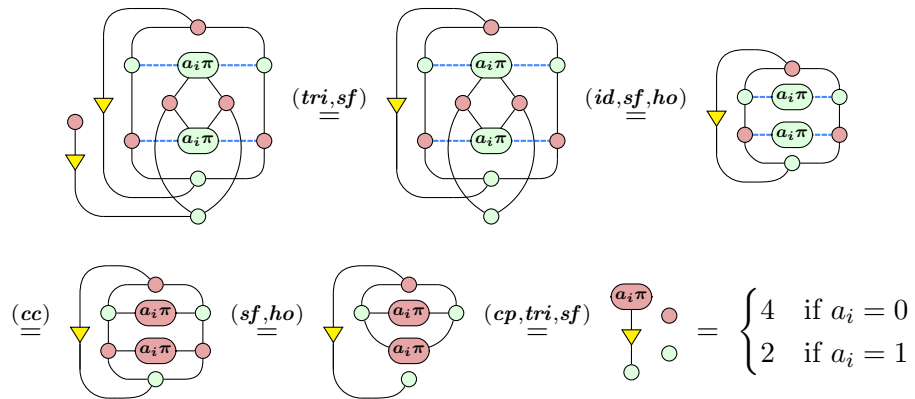 a_iπ (tri,sf) = a_iπ (id,sf,ho) = a_iπ
a_iπ a_iπ a_iπ
(cc) = a_iπ (sf,ho) = a_iπ (cp,tri,sf) = a_iπ = { 4 if a_i = 0
a_iπ a_iπ 2 if a_i = 1